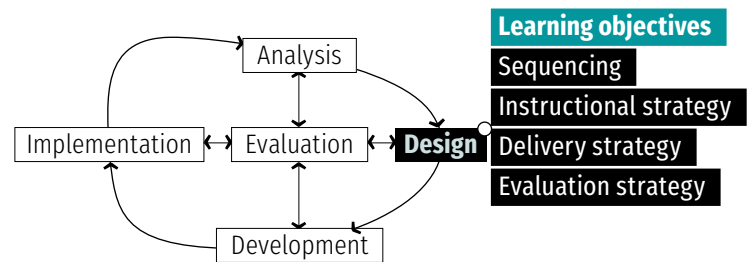 Learning objectives
Analysis
Sequencing
Instructional strategy
Implementation
Evaluation
Design
Delivery strategy
Evaluation strategy
Development